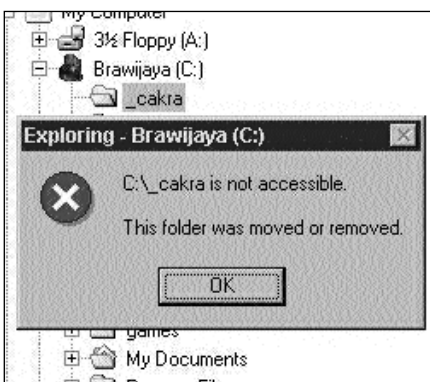 My Computer
3½ Floppy (A:)
Brawijaya (C:)
_cakra
Exploring - Brawijaya (C:)
C:\_cakra is not accessible.
This folder was moved or removed.
OK
games
My Documents